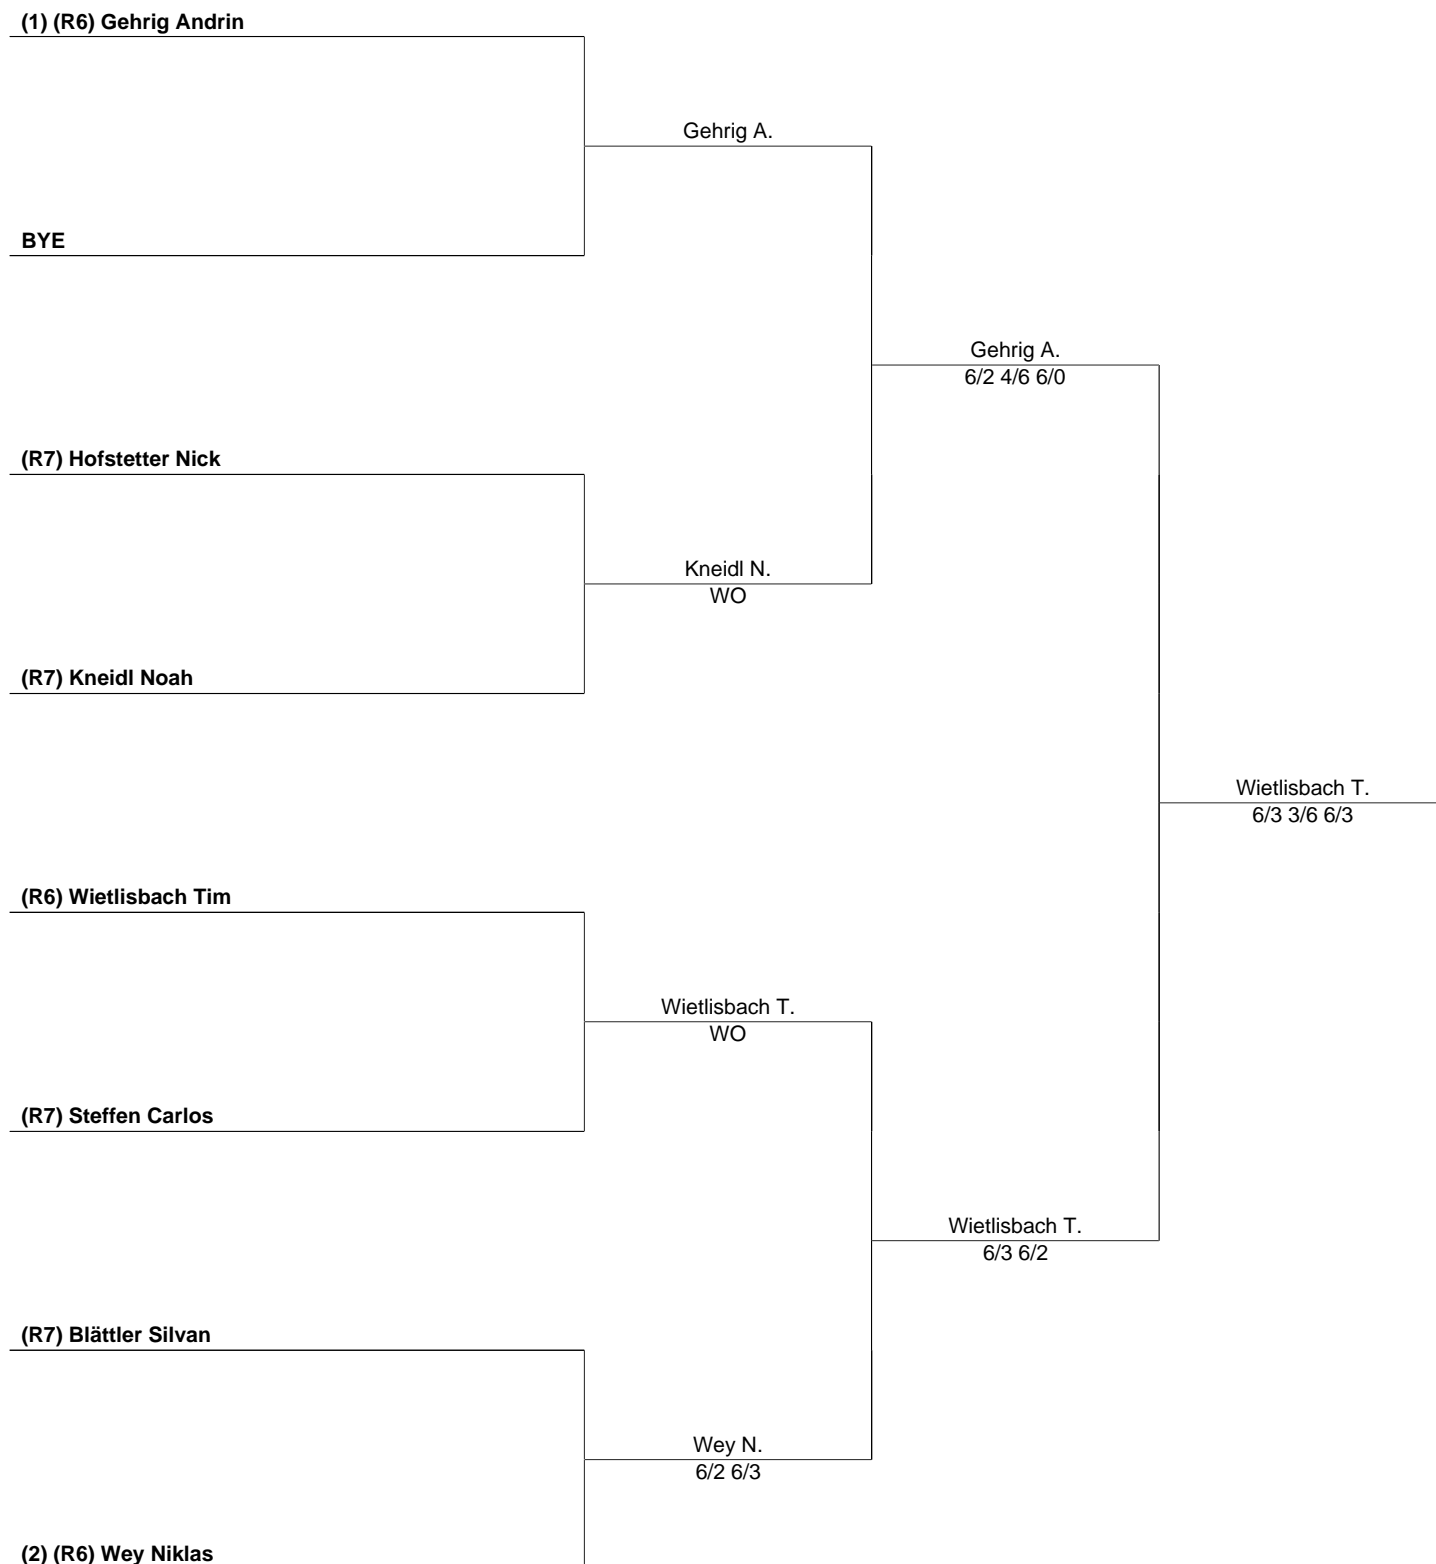 (1) (R6) Gehrig Andrin
Gehrig A.
BYE
Gehrig A.
6/2 4/6 6/0
(R7) Hofstetter Nick
Kneidl N.
WO
(R7) Kneidl Noah
Wietlisbach T.
6/3 3/6 6/3
(R6) Wietlisbach Tim
Wietlisbach T.
WO
(R7) Steffen Carlos
Wietlisbach T.
6/3 6/2
(R7) Blättler Silvan
Wey N.
6/2 6/3
(2) (R6) Wey Niklas